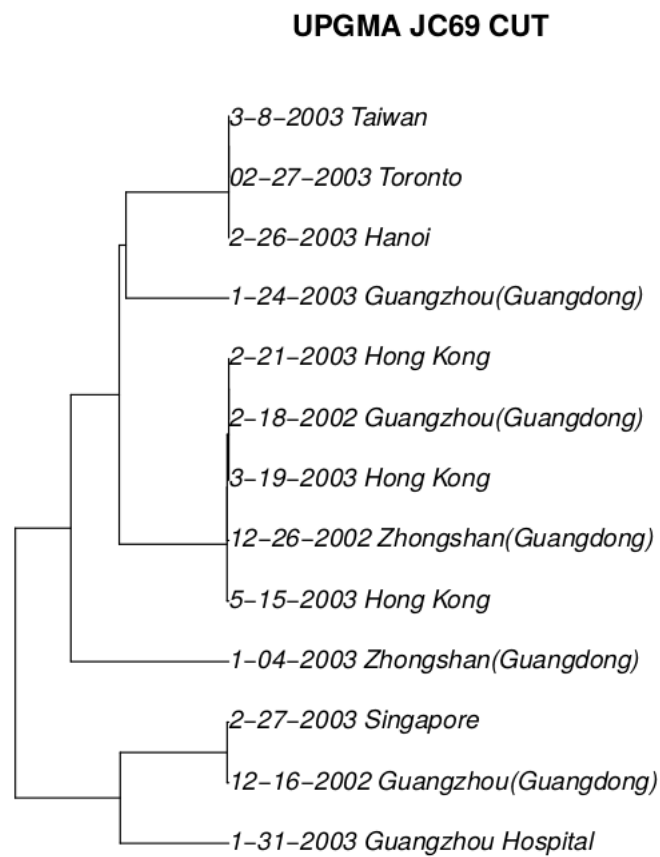 UPGMA JC69 CUT
3−8−2003 Taiwan
02−27−2003 Toronto
2−26−2003 Hanoi
1−24−2003 Guangzhou(Guangdong)
2−21−2003 Hong Kong
2−18−2002 Guangzhou(Guangdong)
3−19−2003 Hong Kong
12−26−2002 Zhongshan(Guangdong)
5−15−2003 Hong Kong
1−04−2003 Zhongshan(Guangdong)
2−27−2003 Singapore
12−16−2002 Guangzhou(Guangdong)
1−31−2003 Guangzhou Hospital